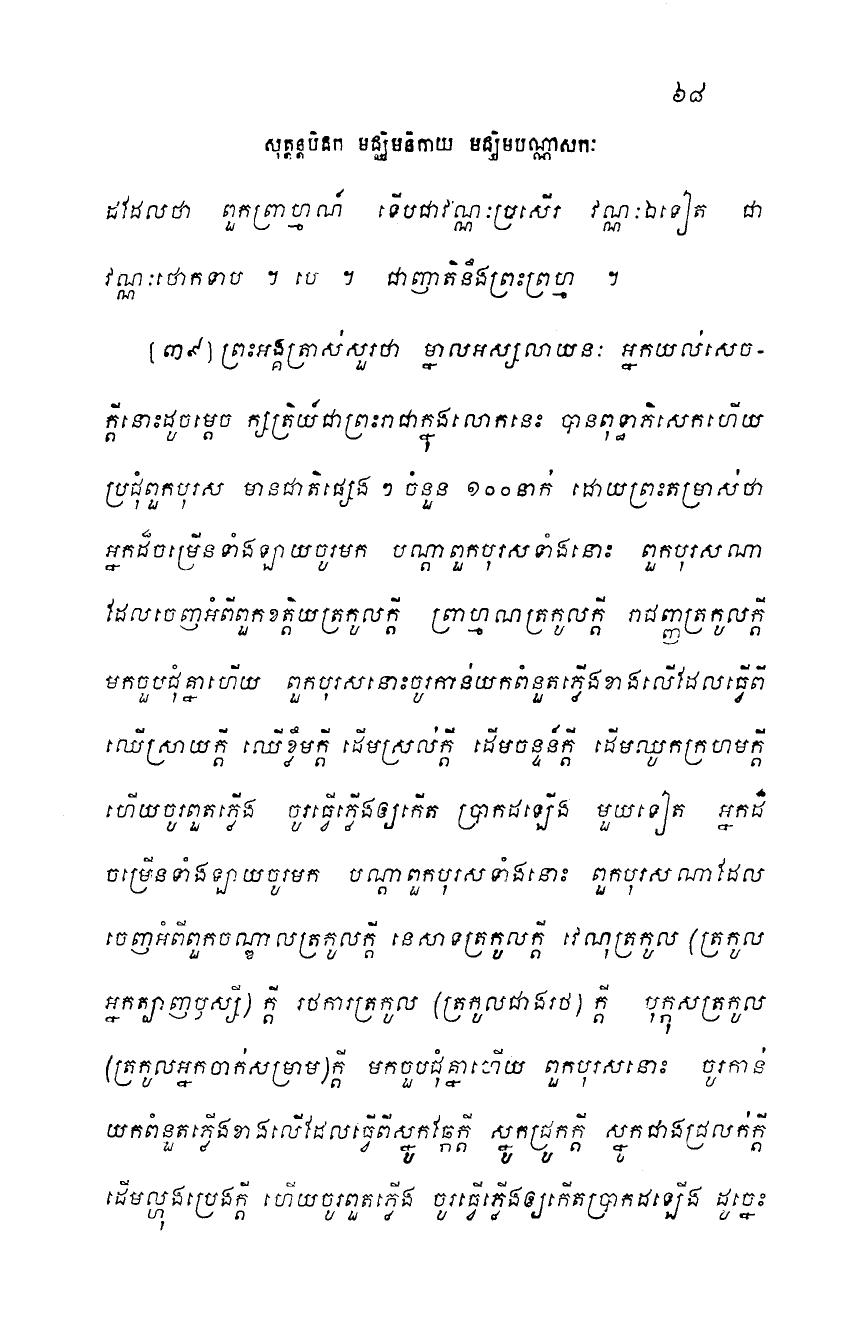 ៦៨
សុត្តន្តបិដក មជ្ឈិមនិកាយ មជ្ឈិមបណ្ណាសកៈ
ដដែលថា ពួកព្រាហ្មណ៍ ទើបជាវណ្ណៈប្រសើរ វណ្ណៈឯទៀត ជា
វណ្ណៈថោកទាប ។ បេ ។ ជាញាតិនឹងព្រះព្រហ្ម ។
(៣៩) ព្រះអង្គត្រាស់សួរថា ម្នាលអស្សលាយនៈ អ្នកយល់សេច-
ក្តីនោះដូចម្តេច ក្សត្រិយ៍ជាព្រះរាជាក្នុងលោកនេះ បានពុទ្ធាភិសេកហើយ
ប្រជុំពួកបុរស មានជាតិផ្សេង ៗ ចំនួន ១០០នាក់ ដោយព្រះតម្រាស់ថា
អ្នកដ៏ចម្រើនទាំងឡាយចូរមក បណ្តាពួកបុរសទាំងនោះ ពួកបុរសណា
ដែលចេញអំពីពួកខត្តិយត្រកូលក្តី ព្រាហ្មណត្រកូលក្តី រាជញ្ញត្រកូលក្តី
មកចួបជុំគ្នាហើយ ពួកបុរសនោះចូរកាន់យកពំនួតភ្លើងខាងលើដែលធ្វើពី
ឈើស្រាយក្តី ឈើខ្វឹមក្តី ដើមស្រល់ក្តី ដើមចន្ទន៍ក្តី ដើមឈូកក្រហមក្តី
ហើយចូរពួតភ្លើង ចូរធ្វើភ្លើងឲ្យកើត ប្រាកដឡើង មួយទៀត អ្នកដ៏
ចម្រើនទាំងឡាយចូរមក បណ្តាពួកបុរសទាំងនោះ ពួកបុរសណាដែល
ចេញអំពីពួកចណ្ឌាលត្រកូលក្តី នេសាទត្រកូលក្តី វេណុត្រកូល (ត្រកូល
អ្នកត្បាញឫស្សី) ក្តី រថការត្រកូល (ត្រកូលជាងរថ) ក្តី បុក្កុសត្រកូល
(ត្រកូលអ្នកចាក់សម្រាម)ក្តី មកចួបជុំគ្នាហើយ ពួកបុរសនោះ ចូរកាន់
យកពំនួតភ្លើងខាងលើដែលធ្វើពីស្នូកឆ្កែក្តី ស្នូកជ្រូកក្តី ស្នូកជាងជ្រលក់ក្តី
ដើមល្ហុងប្រេងក្តី ហើយចូរពួតភ្លើង ចូរធ្វើភ្លើងឲ្យកើតប្រាកដឡើង ដូច្នេះ